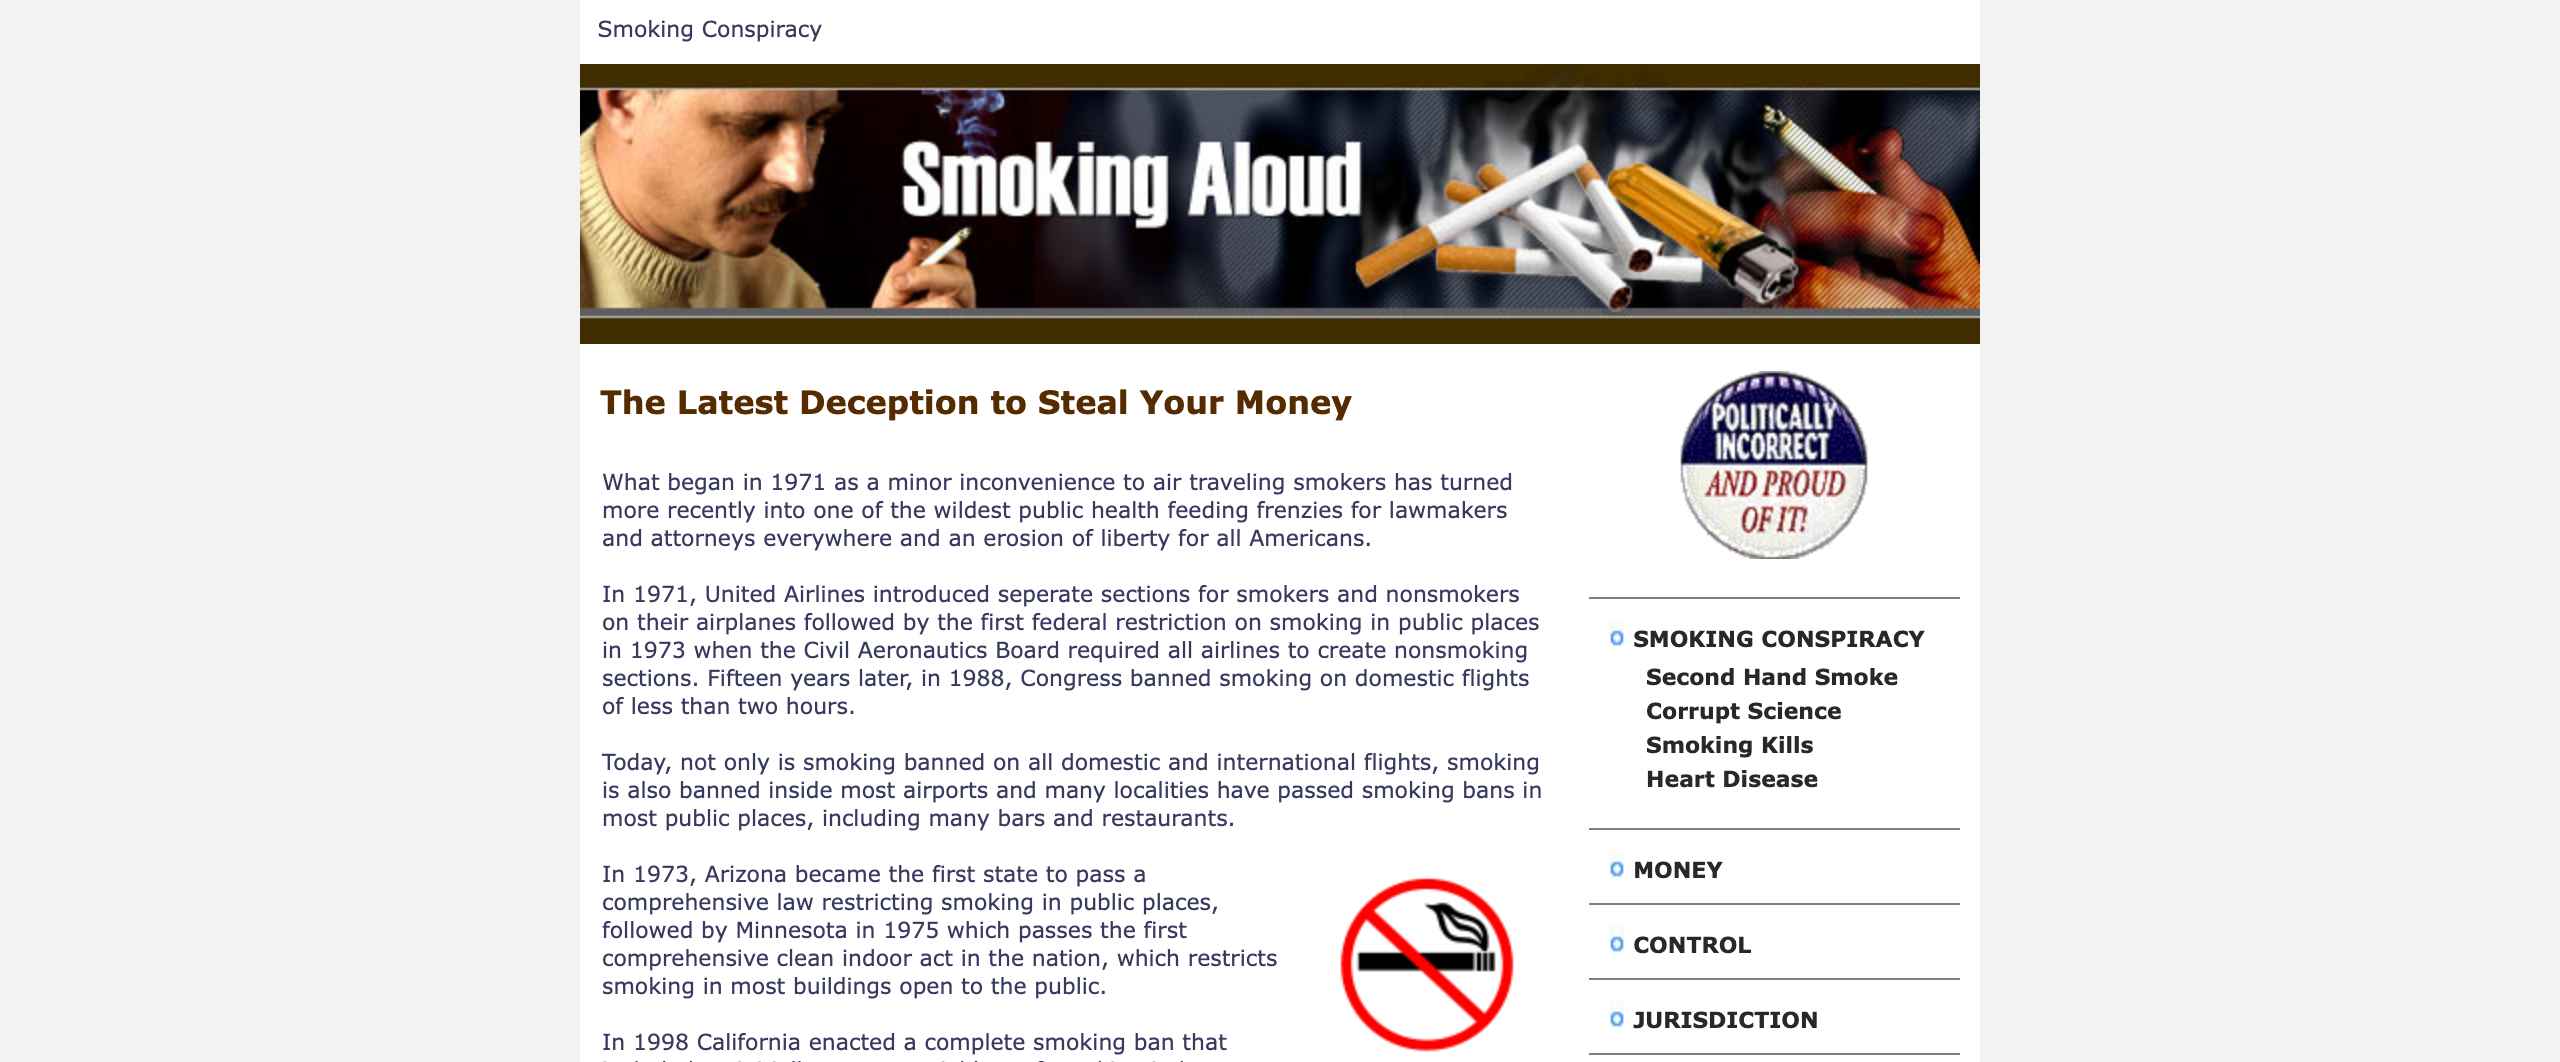 Smoking Conspiracy
Smoking Aloud
The Latest Deception to Steal Your Money
What began in 1971 as a minor inconvenience to air traveling smokers has turned
more recently into one of the wildest public health feeding frenzies for lawmakers
and attorneys everywhere and an erosion of liberty for all Americans.
In 1971, United Airlines introduced seperate sections for smokers and nonsmokers
on their airplanes followed by the first federal restriction on smoking in public places
in 1973 when the Civil Aeronautics Board required all airlines to create nonsmoking
sections. Fifteen years later, in 1988, Congress banned smoking on domestic flights
of less than two hours.
Today, not only is smoking banned on all domestic and international flights, smoking
is also banned inside most airports and many localities have passed smoking bans in
most public places, including many bars and restaurants.
In 1973, Arizona became the first state to pass a
comprehensive law restricting smoking in public places,
followed by Minnesota in 1975 which passes the first
comprehensive clean indoor act in the nation, which restricts
smoking in most buildings open to the public.
In 1998 California enacted a complete smoking ban that
POLITICALLY
INCORRECT
AND PROUD
OF IT!
SMOKING CONSPIRACY
Second Hand Smoke
Corrupt Science
Smoking Kills
Heart Disease
MONEY
CONTROL
JURISDICTION